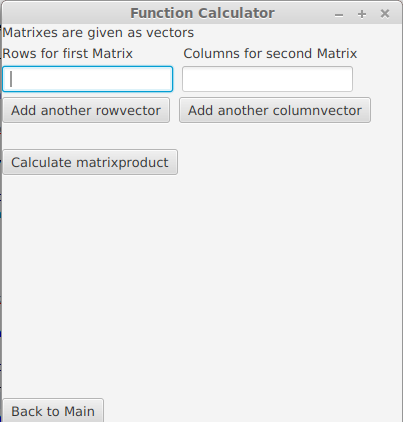 Function Calculator
Matrixes are given as vectors
Rows for first Matrix Columns for second Matrix
Add another rowvector Add another columnvector
Calculate matrixproduct
Back to Main